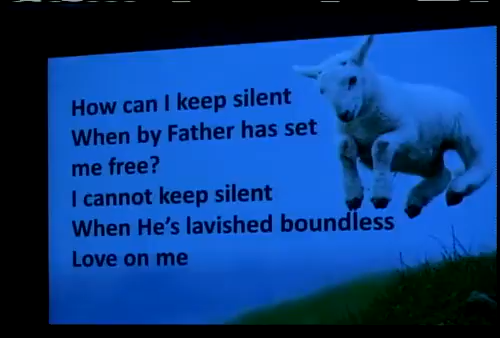 How can I keep silent
When by Father has set
me free?
I cannot keep silent
When He's lavished boundless
Love on me